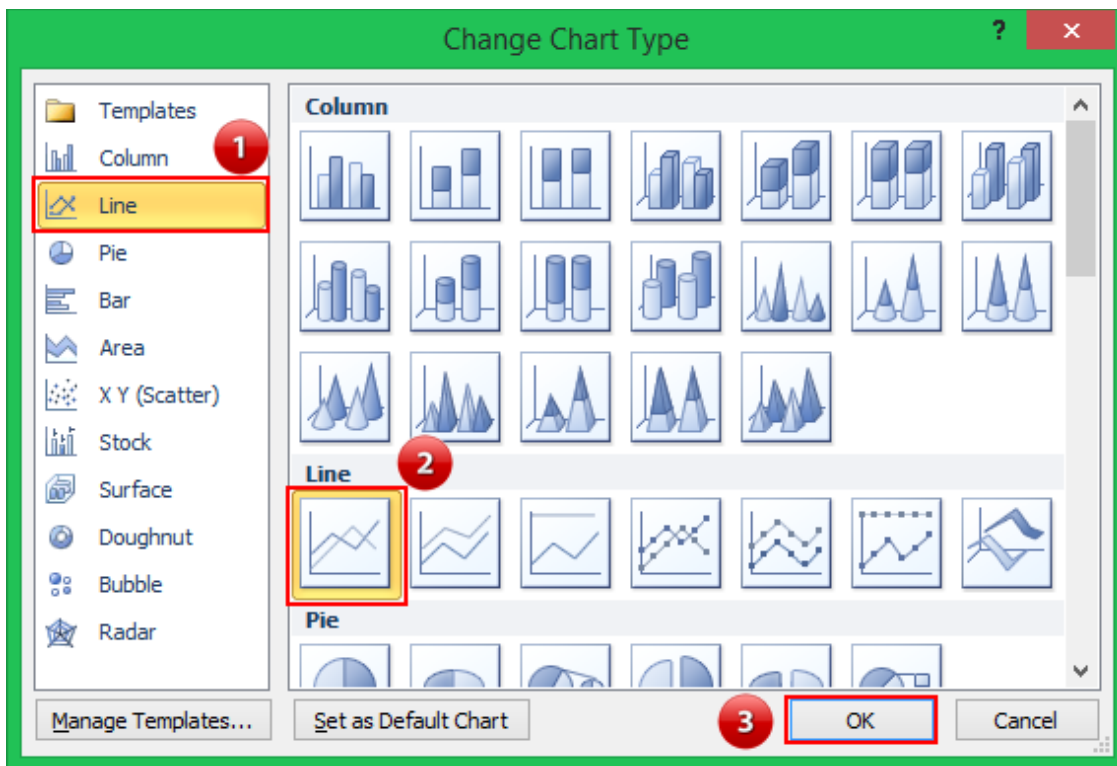 Change Chart Type
?
Templates
Column
1
Line
Pie
Bar
Area
X Y (Scatter)
Stock
Surface
Doughnut
Bubble
Radar
Column
Line
2
Pie
Manage Templates...
Set as Default Chart
3
OK
Cancel